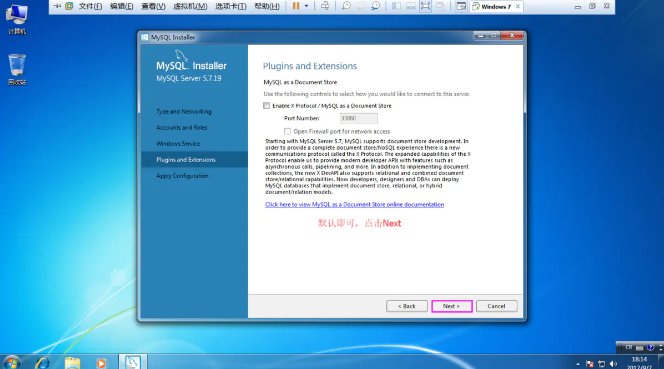 文件(F) 编辑(E) 查看(V) 虚拟机(M) 选项卡(T) 帮助(H)
Windows 7
计算机
回收站
MySQL Installer
MySQL. Installer
MySQL Server 5.7.19
Type and Networking
Accounts and Roles
Windows Service
Plugins and Extensions
Apply Configuration
Plugins and Extensions
MySQL as a Document Store
Use the following controls to select how you would like to connect to this server.
Enable X Protocol / MySQL as a Document Store
Port Number:
33060
Open Firewall port for network access
Starting with MySQL Server 5.7, MySQL supports document store development. In
order to provide a complete document store/NoSQL experience there is a new
communications protocol called the X Protocol. The expanded capabilities of the X
Protocol enable us to provide modern developer APIs with features such as
asynchronous calls, pipelining, and more. In addition to implementing document
collections, the new X DevAPI also supports relational and combined document
store/relational capabilities. Now developers, designers and DBAs can deploy
MySQL databases that implement document store, relational, or hybrid
document/relation models.
Click here to view MySQL as a Document Store online documentation
默认即可，点击Next
< Back
Next >
Cancel
CH
18:14
2017/9/7